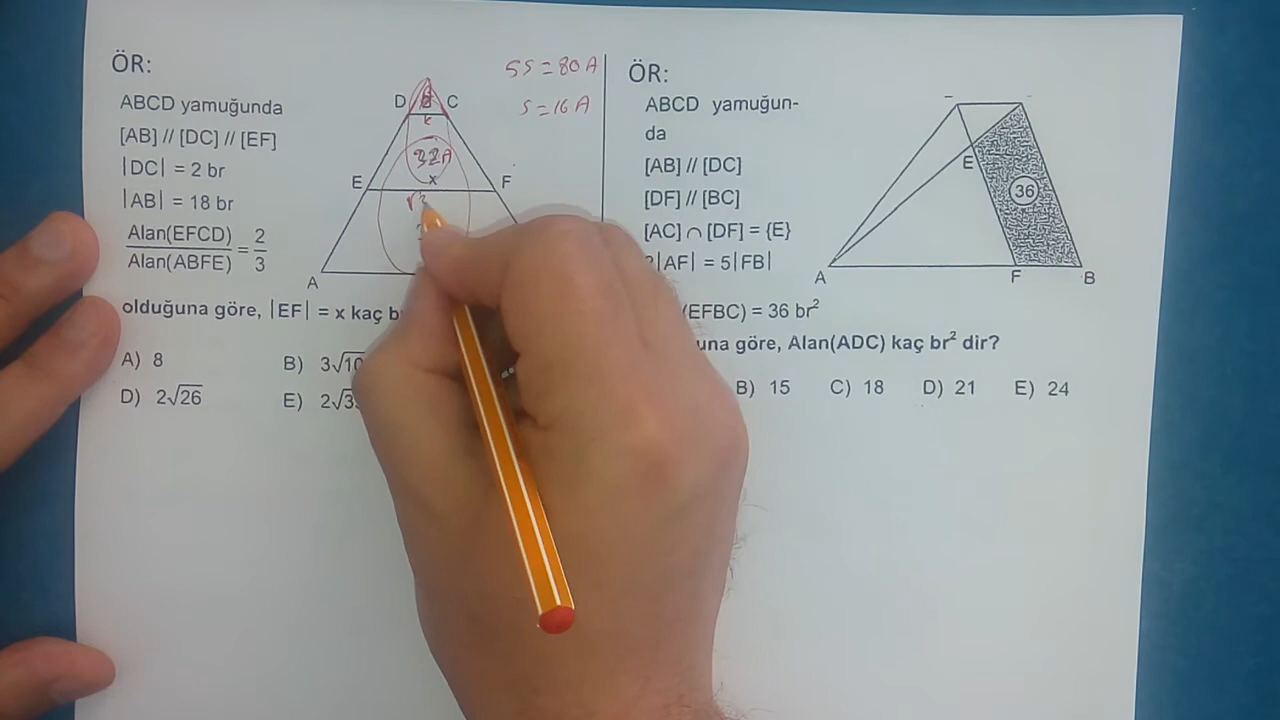 ÖR:
ABCD yamuğunda
[AB] // [DC] // [EF]
|DC| = 2 br
|AB| = 18 br
Alan(EFCD)
Alan(ABFE)
=
2
3
olduğuna göre, |EF| = x kaç b
A) 8
B) 3√10
D) 2√26
E) 2√3
D
C
E
F
A
x
32A
5S = 80A
S = 16A
ÖR:
ABCD yamuğun-
da
[AB] // [DC]
[DF] // [BC]
[AC] ∩ [DF] = {E}
|AF| = 5|FB|
(EFBC) = 36 br²
una göre, Alan(ADC) kaç br² dir?
B) 15 C) 18 D) 21 E) 24
E
36
A
F
B